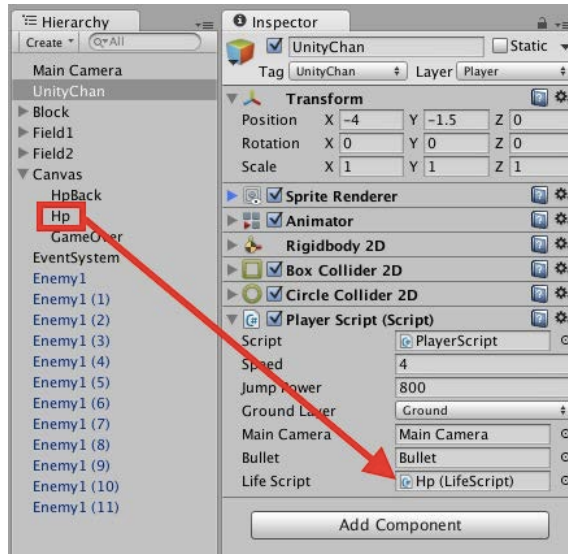 Hierarchy
Create
All
Main Camera
UnityChan
Block
Field1
Field2
Canvas
HpBack
Hp
GameOver
EventSystem
Enemy1
Enemy1 (1)
Enemy1 (2)
Enemy1 (3)
Enemy1 (4)
Enemy1 (5)
Enemy1 (6)
Enemy1 (7)
Enemy1 (8)
Enemy1 (9)
Enemy1 (10)
Enemy1 (11)
Inspector
UnityChan Static
Tag UnityChan Layer Player
Transform
Position X -4 Y -1.5 Z 0
Rotation X 0 Y 0 Z 0
Scale X 1 Y 1 Z 1
Sprite Renderer
Animator
Rigidbody 2D
Box Collider 2D
Circle Collider 2D
Player Script (Script)
Script PlayerScript
Speed 4
Jump Power 800
Ground Layer Ground
Main Camera Main Camera
Bullet Bullet
Life Script Hp (LifeScript)
Add Component